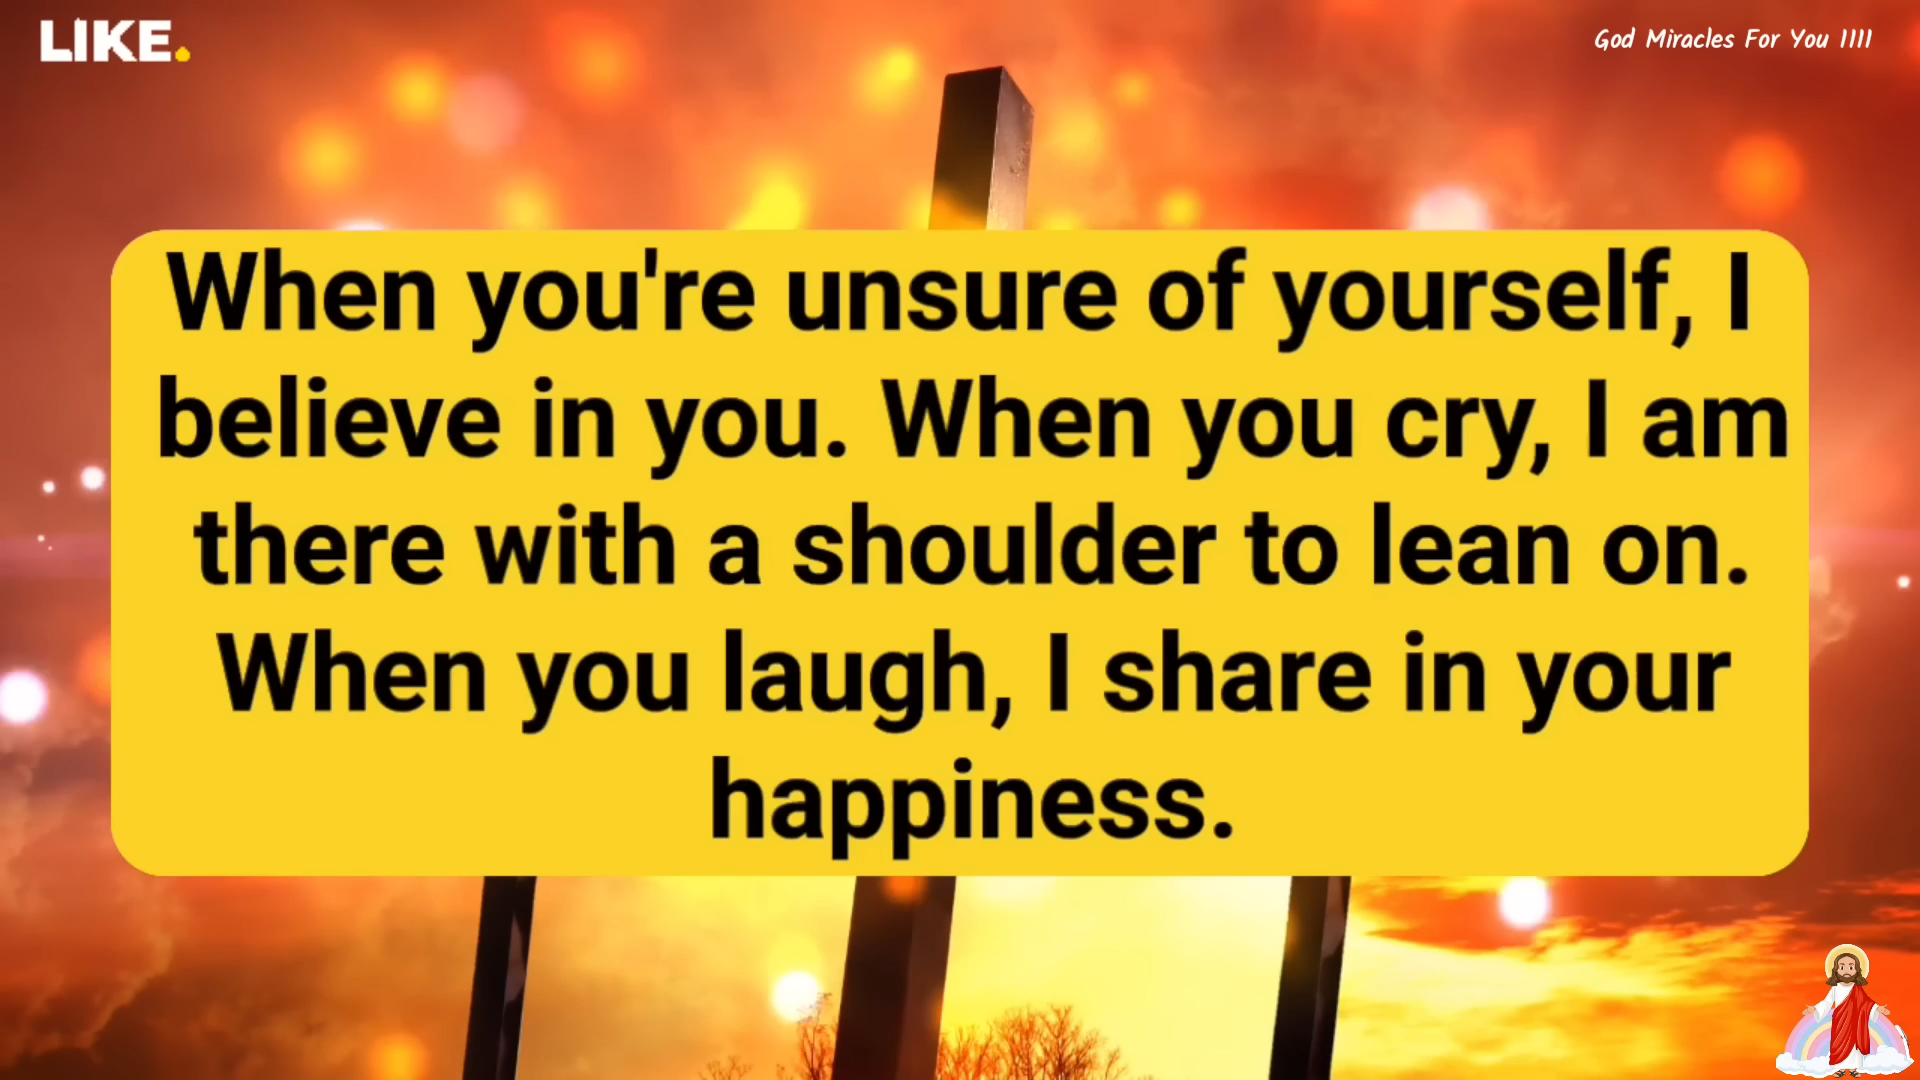 LIKE.
God Miracles For You 1111
When you're unsure of yourself, I
believe in you. When you cry, I am
there with a shoulder to lean on.
When you laugh, I share in your
happiness.